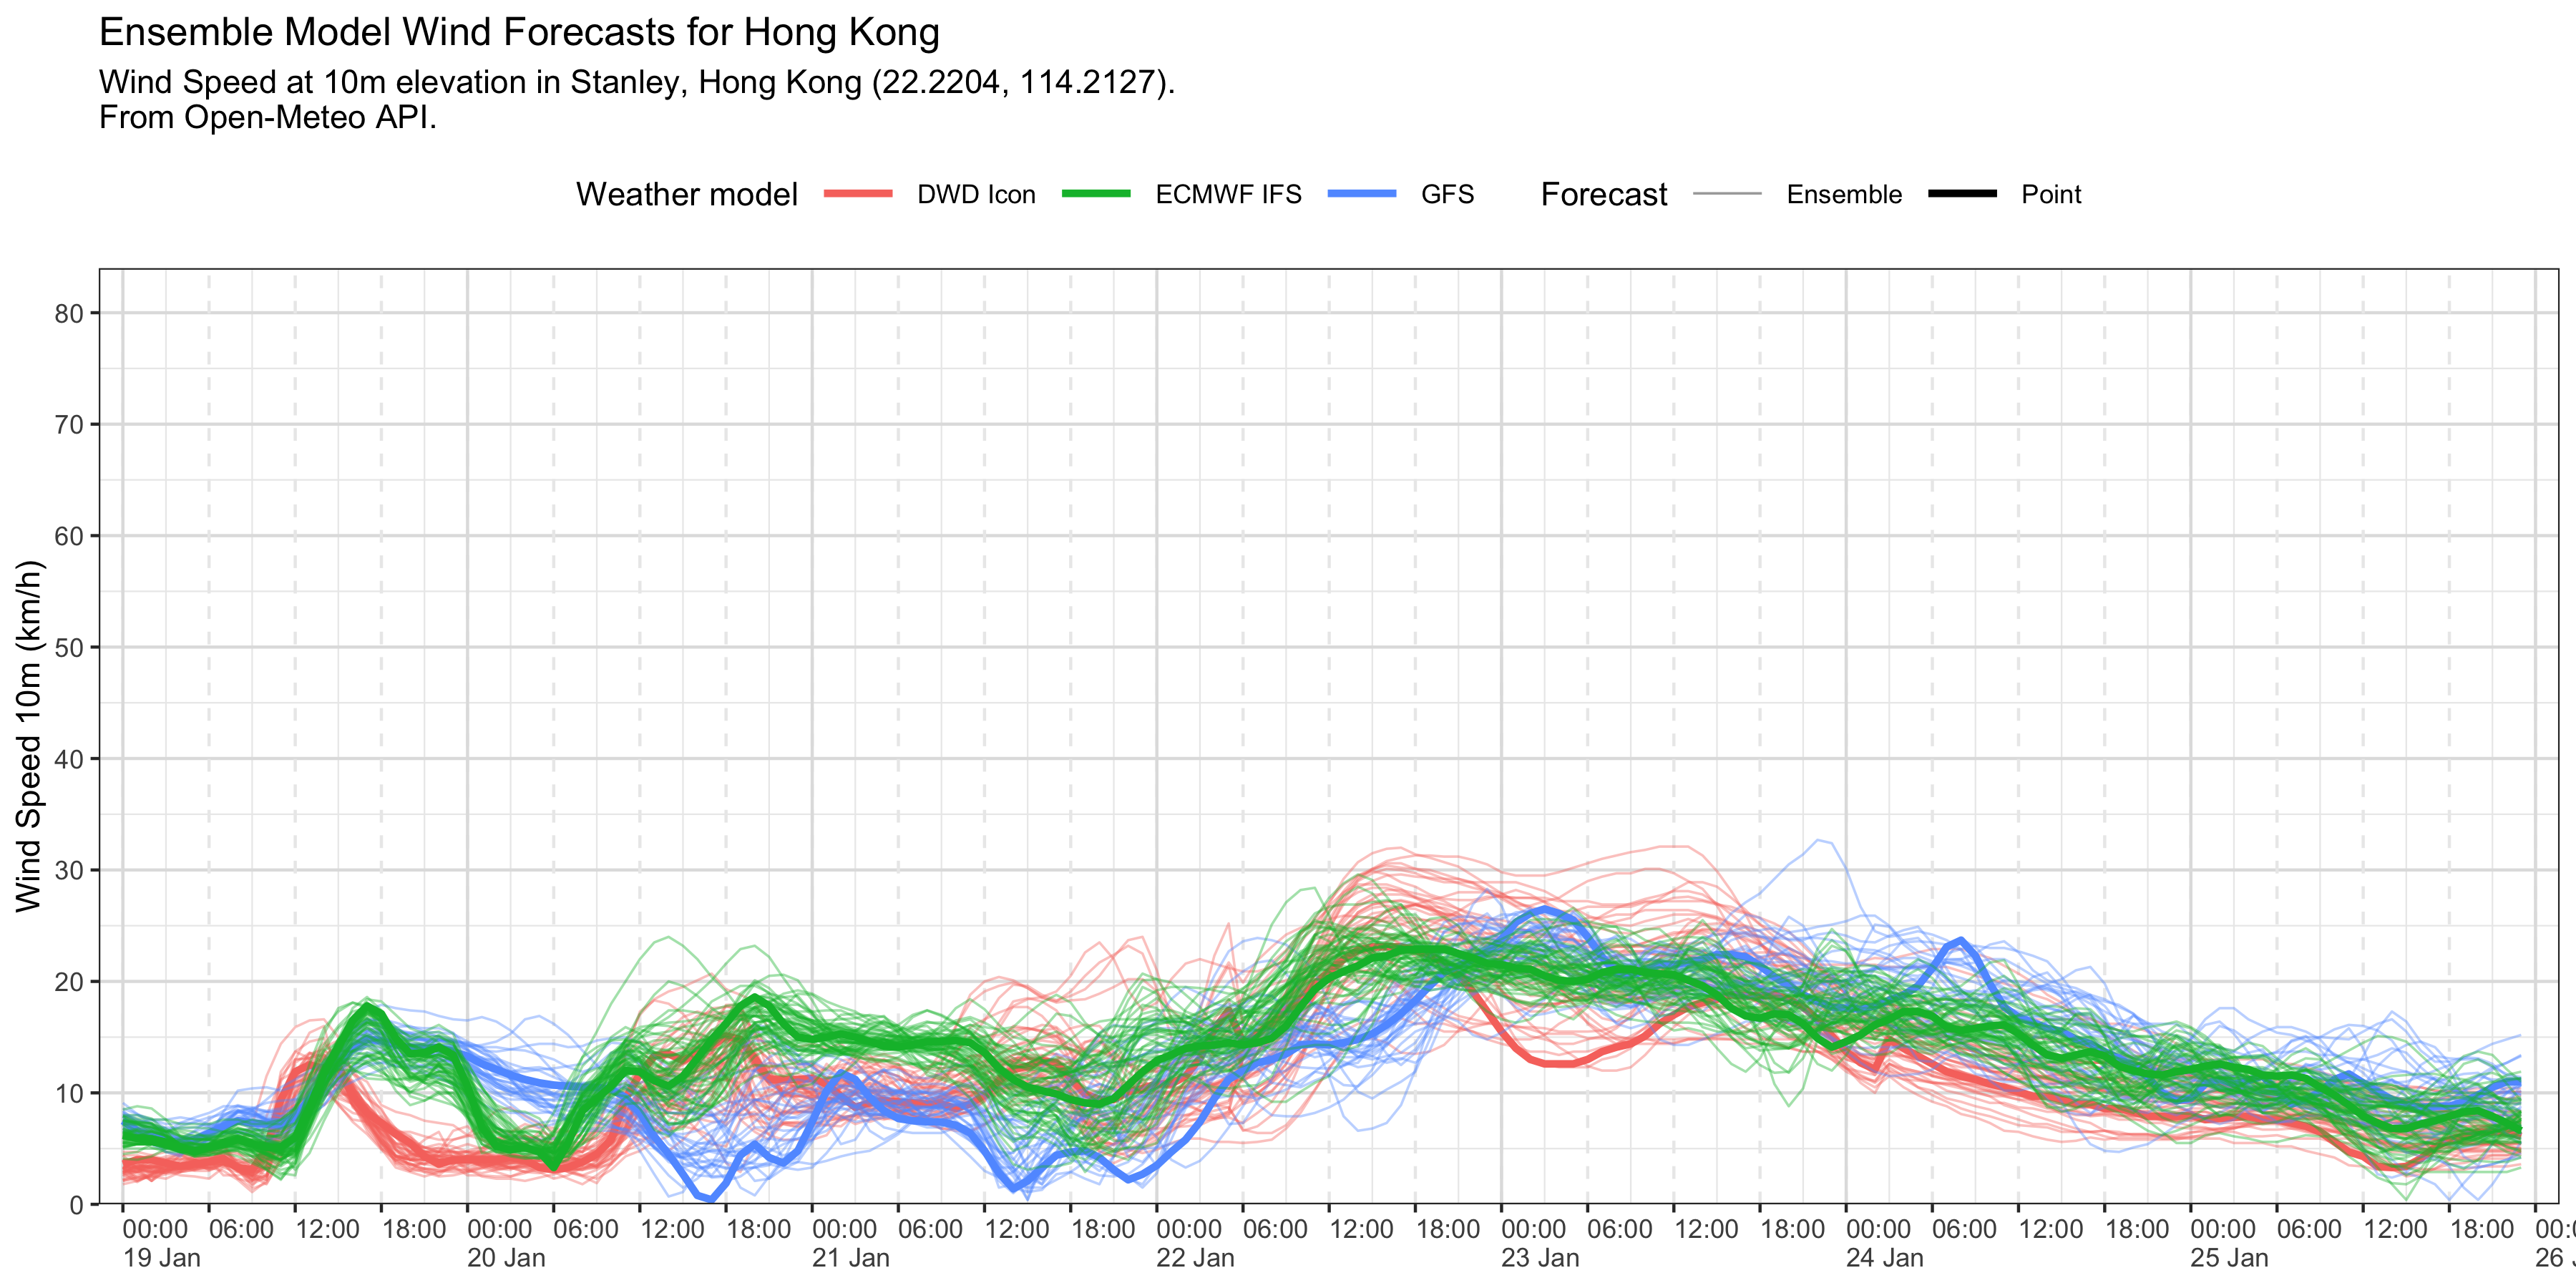 Ensemble Model Wind Forecasts for Hong Kong
Wind Speed at 10m elevation in Stanley, Hong Kong (22.2204, 114.2127).
From Open-Meteo API.
Weather model DWD Icon ECMWF IFS GFS Forecast Ensemble Point
Wind Speed 10m (km/h)
80
70
60
50
40
30
20
10
0
00:00 06:00 12:00 18:00 00:00 06:00 12:00 18:00 00:00 06:00 12:00 18:00 00:00 06:00 12:00 18:00 00:00 06:00 12:00 18:00 00:00 06:00 12:00 18:00 00:00 06:00 12:00 18:00 00:0
19 Jan 20 Jan 21 Jan 22 Jan 23 Jan 24 Jan 25 Jan 26